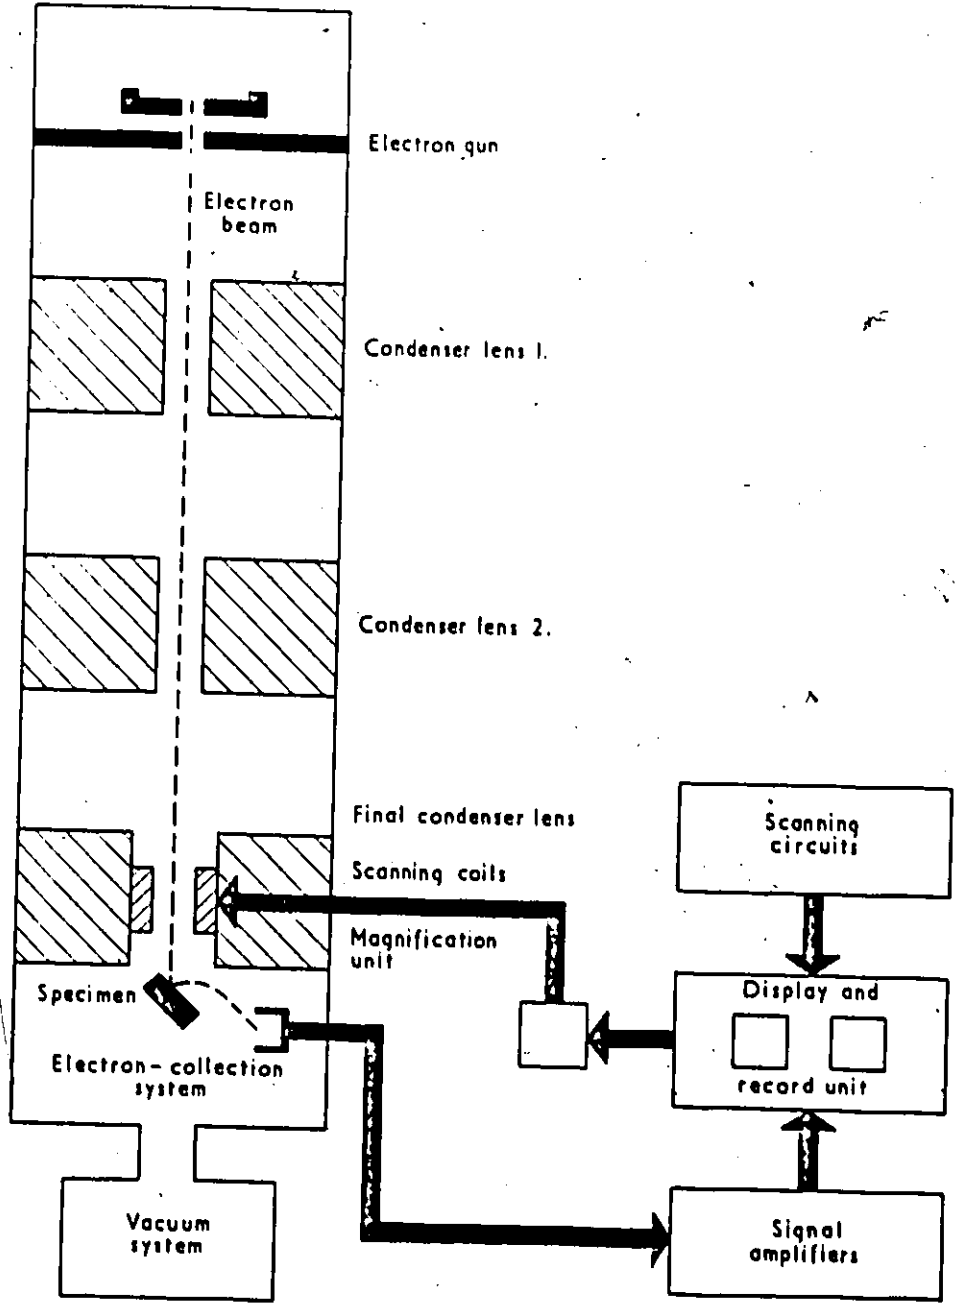 Electron gun
Electron
beam
Condenser lens 1.
Condenser lens 2.
Final condenser lens
Scanning coils
Magnification
unit
Specimen
Electron-collection
system
Vacuum
system
Scanning
circuits
Display and
record unit
Signal
amplifiers